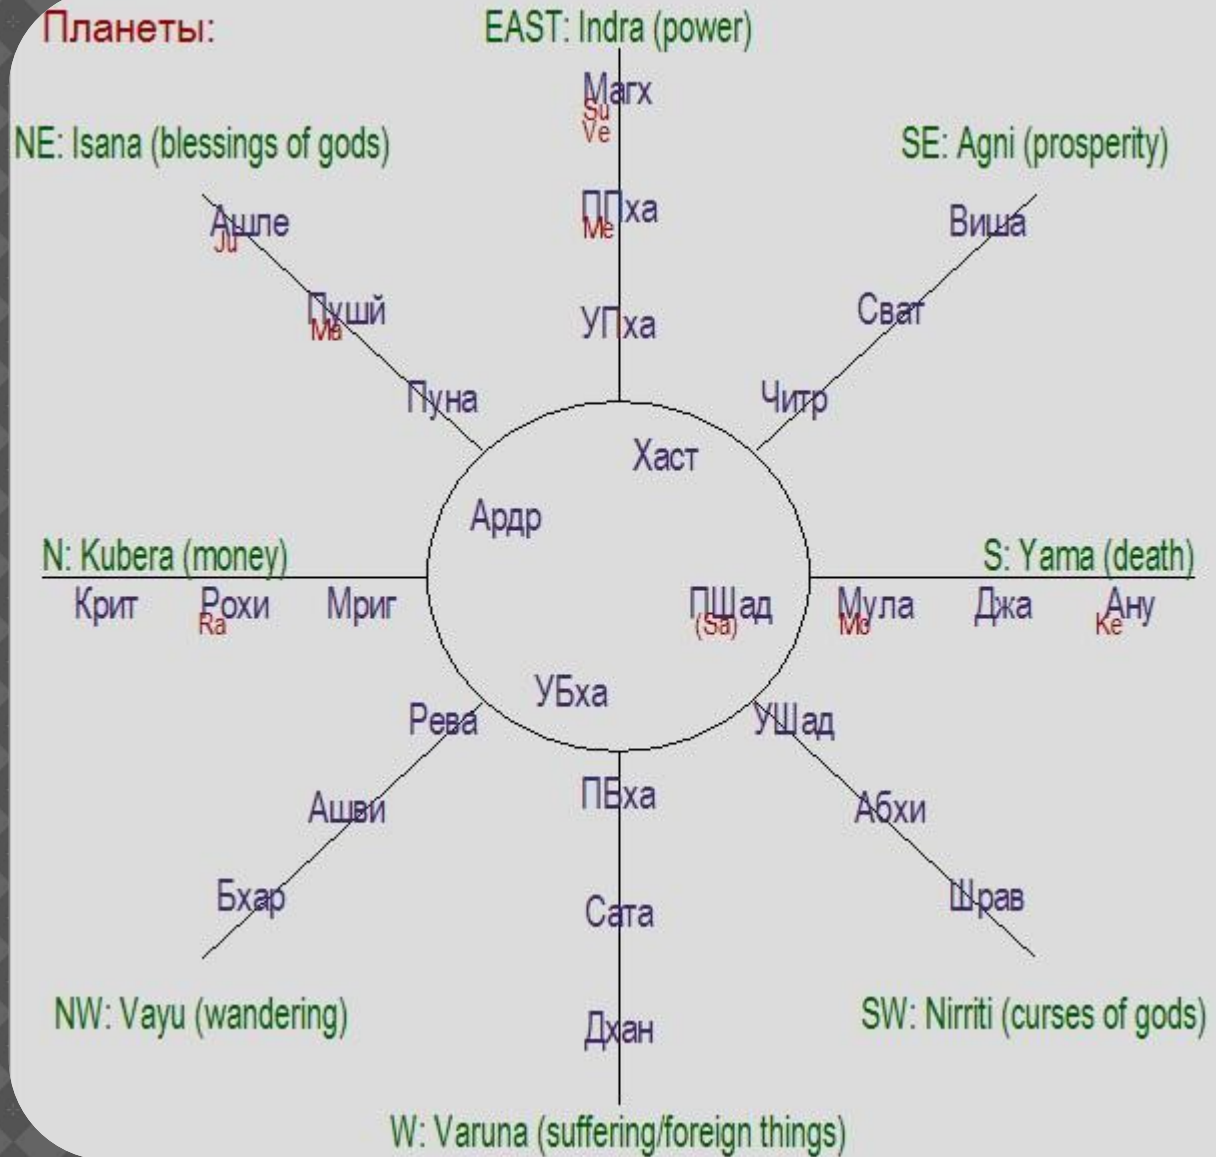 Планеты:
EAST: Indra (power)
Магх
Su
Ve
NE: Isana (blessings of gods)
SE: Agni (prosperity)
Ашле
Ju
ППха
Me
Виша
Пушй
Ma
УПха
Сват
Пуна
Читр
Хаст
Ардр
N: Kubera (money)
S: Yama (death)
Крит Рохи Мриг
Ra
ПШад
(Sa)
Мула Джа Ану
Mo Ke
УБха
Рева
УШад
ПБха
Ашви
Абхи
Бхар
Шрав
Сата
NW: Vayu (wandering)
SW: Nirriti (curses of gods)
Дхан
W: Varuna (suffering/foreign things)